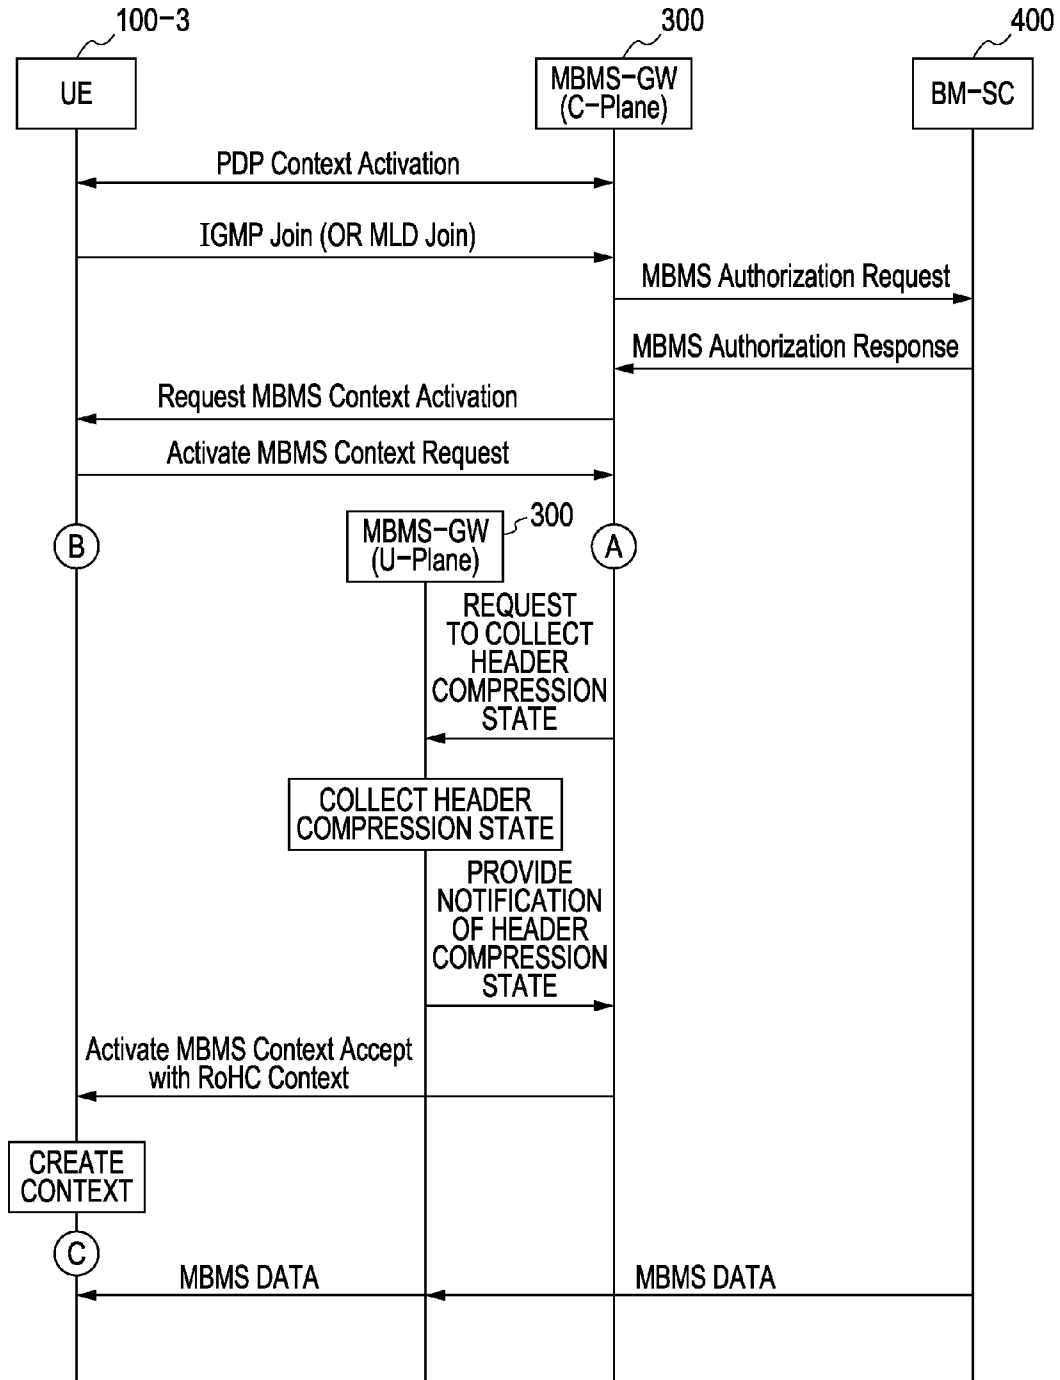 100-3
300
400
UE
MBMS-GW
(C-Plane)
BM-SC
PDP Context Activation
IGMP Join (OR MLD Join)
MBMS Authorization Request
MBMS Authorization Response
Request MBMS Context Activation
Activate MBMS Context Request
B
MBMS-GW
(U-Plane)
300
A
REQUEST
TO COLLECT
HEADER
COMPRESSION
STATE
COLLECT HEADER
COMPRESSION STATE
PROVIDE
NOTIFICATION
OF HEADER
COMPRESSION
STATE
Activate MBMS Context Accept
with RoHC Context
CREATE
CONTEXT
C
MBMS DATA
MBMS DATA